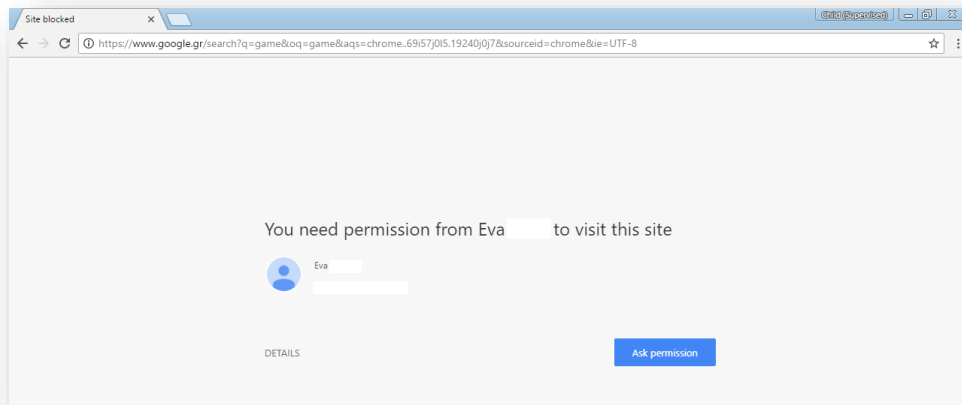 Site blocked
Child (Supervised)
https://www.google.gr/search?q=game&oq=game&aqs=chrome..69i57j0l5.19240j0j7&sourceid=chrome&ie=UTF-8
You need permission from Eva to visit this site
Eva
DETAILS
Ask permission